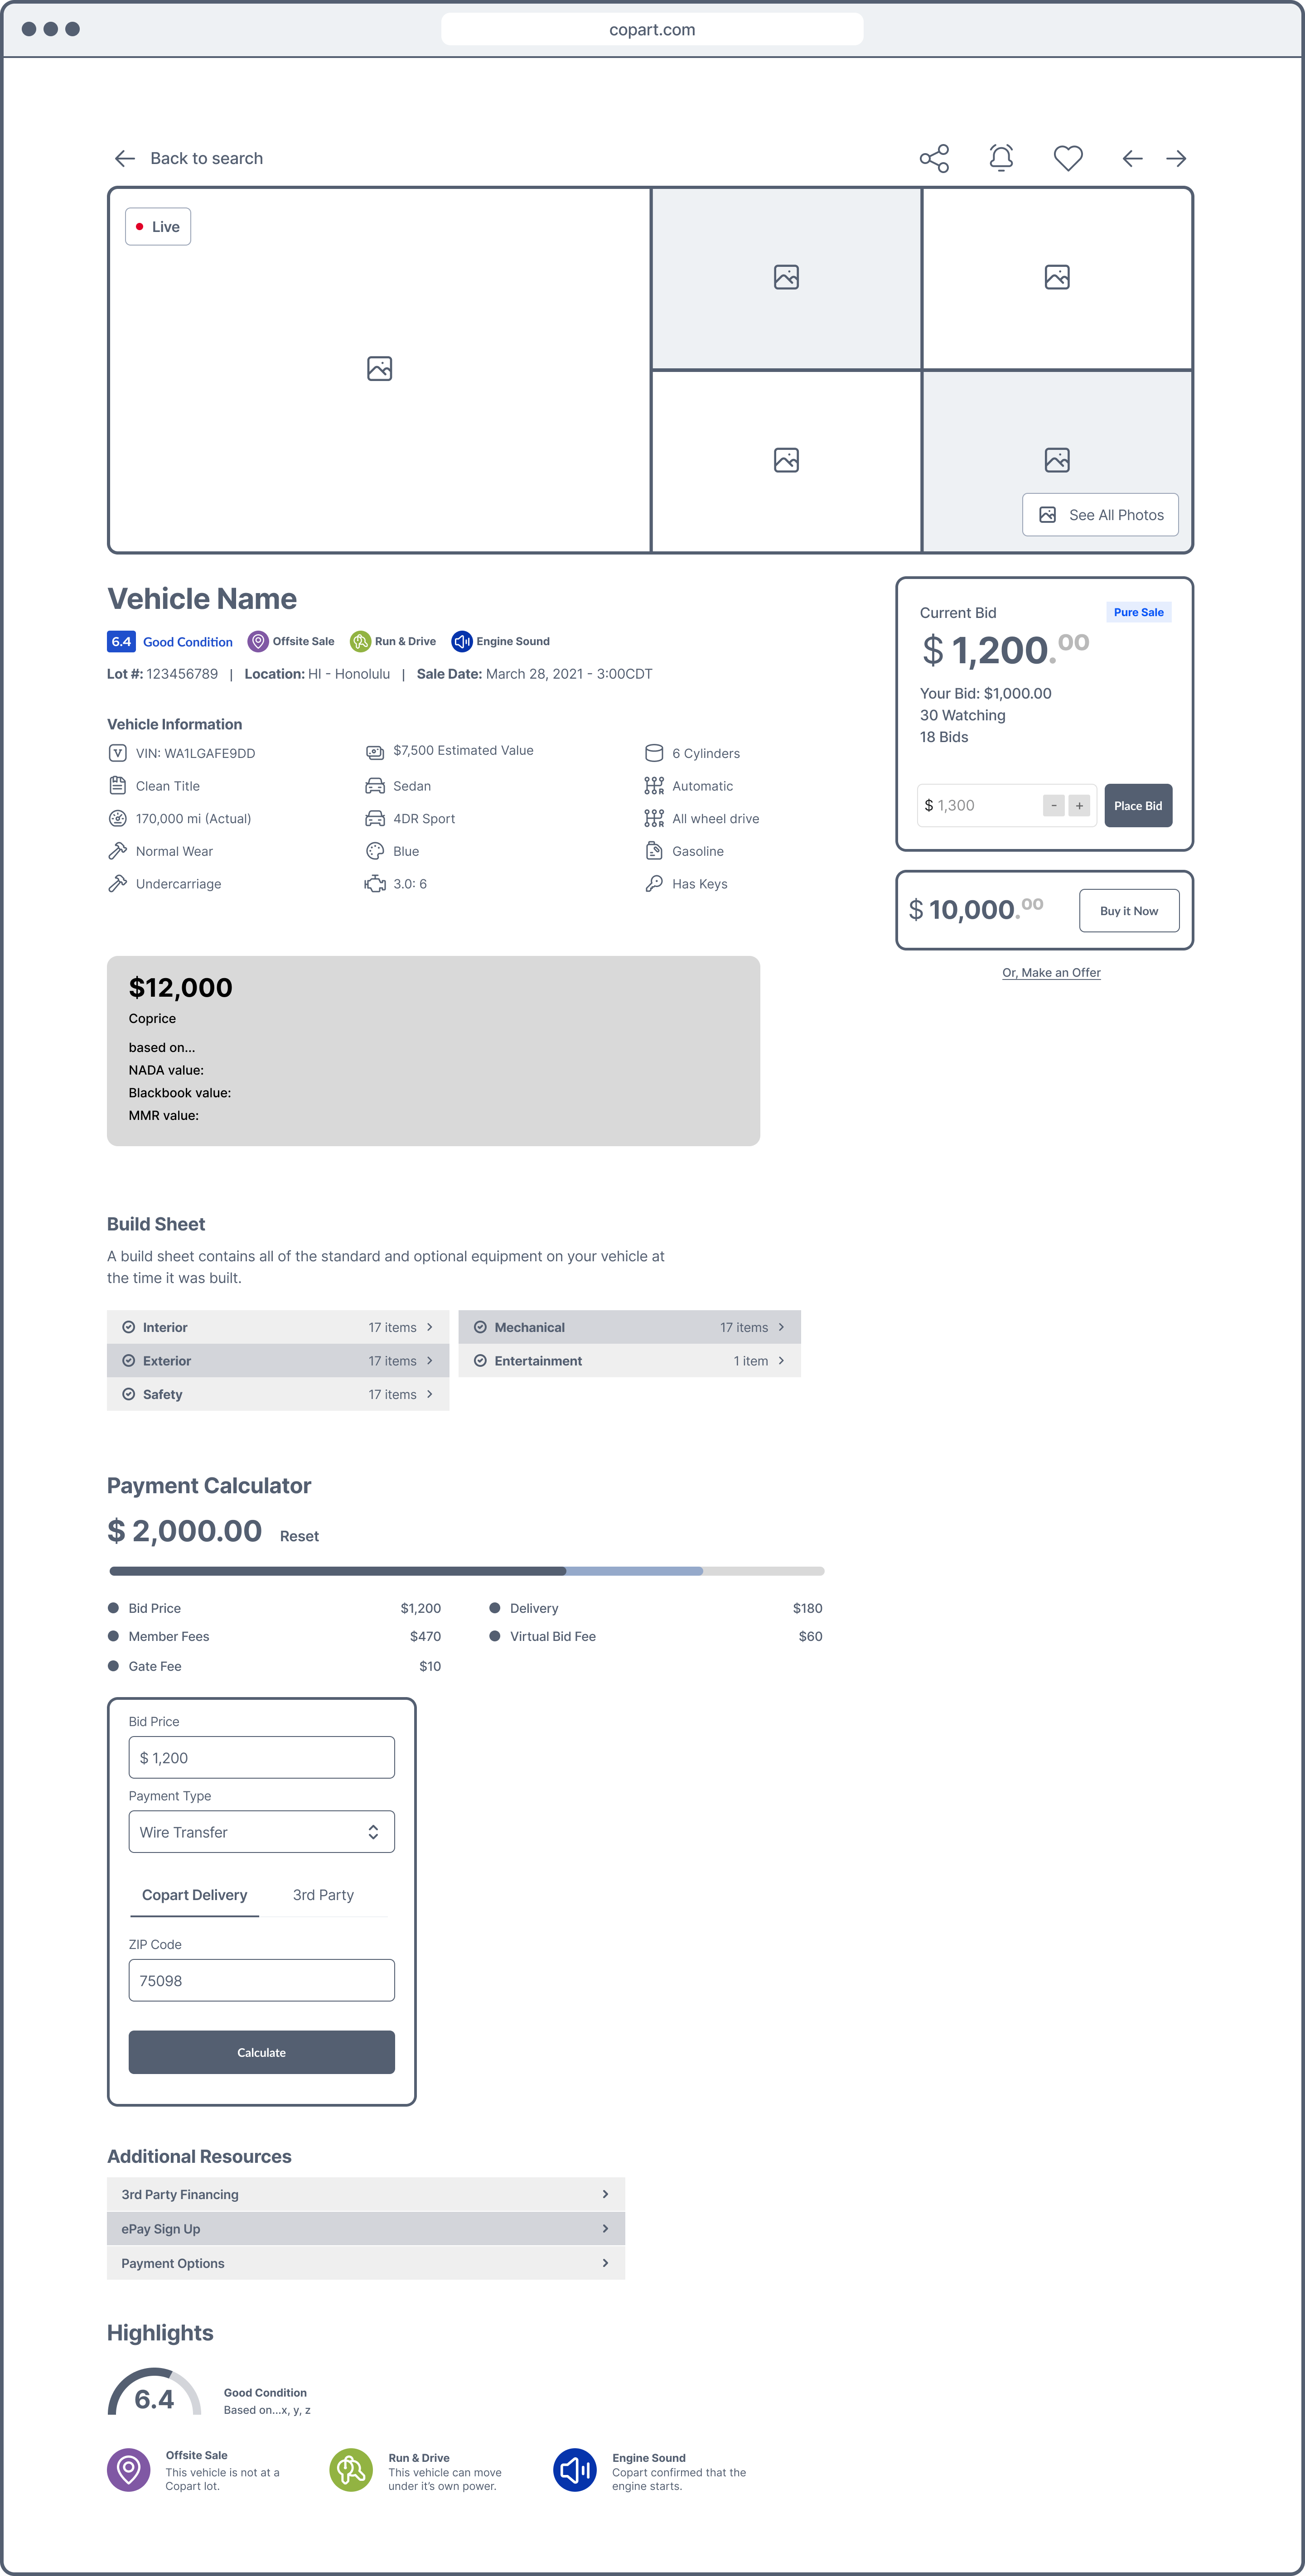 copart.com
Back to search
Live
See All Photos
Vehicle Name
6.4 Good Condition Offsite Sale Run & Drive Engine Sound
Lot #: 123456789 | Location: HI - Honolulu | Sale Date: March 28, 2021 - 3:00CDT
Vehicle Information
VIN: WA1LGAFE9DD $7,500 Estimated Value 6 Cylinders
Clean Title Sedan Automatic
170,000 mi (Actual) 4DR Sport All wheel drive
Normal Wear Blue Gasoline
Undercarriage 3.0: 6 Has Keys
Current Bid Pure Sale
$ 1,200.00
Your Bid: $1,000.00
30 Watching
18 Bids
$ 1,300 - + Place Bid
$ 10,000.00 Buy it Now
Or, Make an Offer
$12,000
Coprice
based on...
NADA value:
Blackbook value:
MMR value:
Build Sheet
A build sheet contains all of the standard and optional equipment on your vehicle at
the time it was built.
Interior 17 items Mechanical 17 items
Exterior 17 items Entertainment 1 item
Safety 17 items
Payment Calculator
$ 2,000.00 Reset
Bid Price $1,200 Delivery $180
Member Fees $470 Virtual Bid Fee $60
Gate Fee $10
Bid Price
$ 1,200
Payment Type
Wire Transfer
Copart Delivery 3rd Party
ZIP Code
75098
Calculate
Additional Resources
3rd Party Financing
ePay Sign Up
Payment Options
Highlights
6.4
Good Condition
Based on...x, y, z
Offsite Sale
This vehicle is not at a
Copart lot.
Run & Drive
This vehicle can move
under it's own power.
Engine Sound
Copart confirmed that the
engine starts.